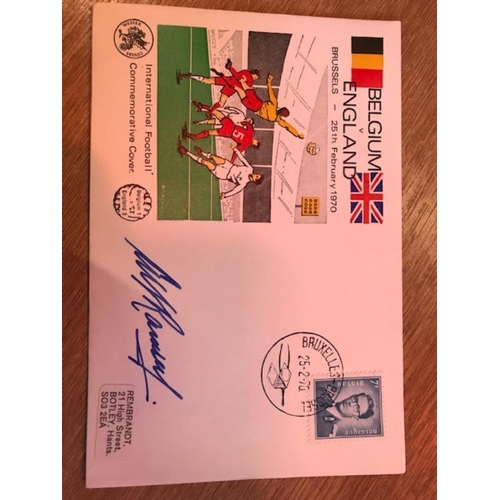 BELGIUM
v
ENGLAND
BRUSSELS – 25th. February 1970
International Football
Commemorative Cover.
5
REMBRANDT,
21 High Street,
BOTLEY, Hants.
SO3 2EA
BRUXELLES
25-2-70
BELGIQUE